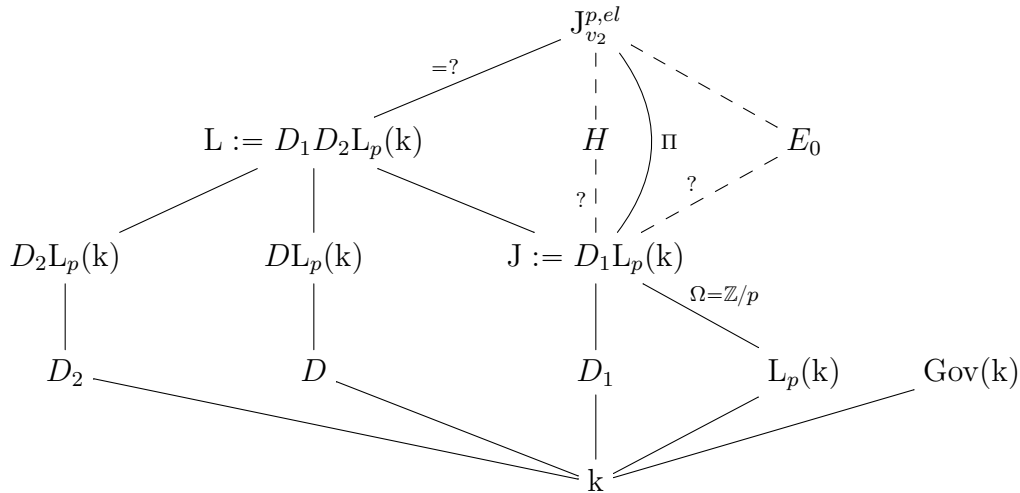 J_{v_2}^{p,el}
=?
L := D_1D_2L_p(k) H Π E_0
? ?
D_2L_p(k) DL_p(k) J := D_1L_p(k)
Ω=ℤ/p
D_2 D D_1 L_p(k) Gov(k)
k